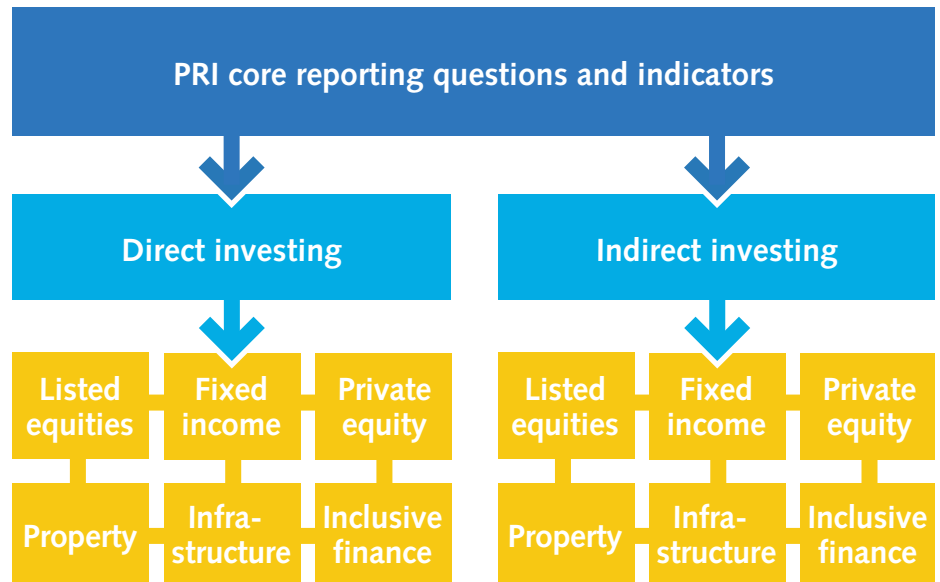 PRI core reporting questions and indicators
Direct investing
Indirect investing
Listed
equities
Fixed
income
Private
equity
Property
Infra-
structure
Inclusive
finance
Listed
equities
Fixed
income
Private
equity
Property
Infra-
structure
Inclusive
finance